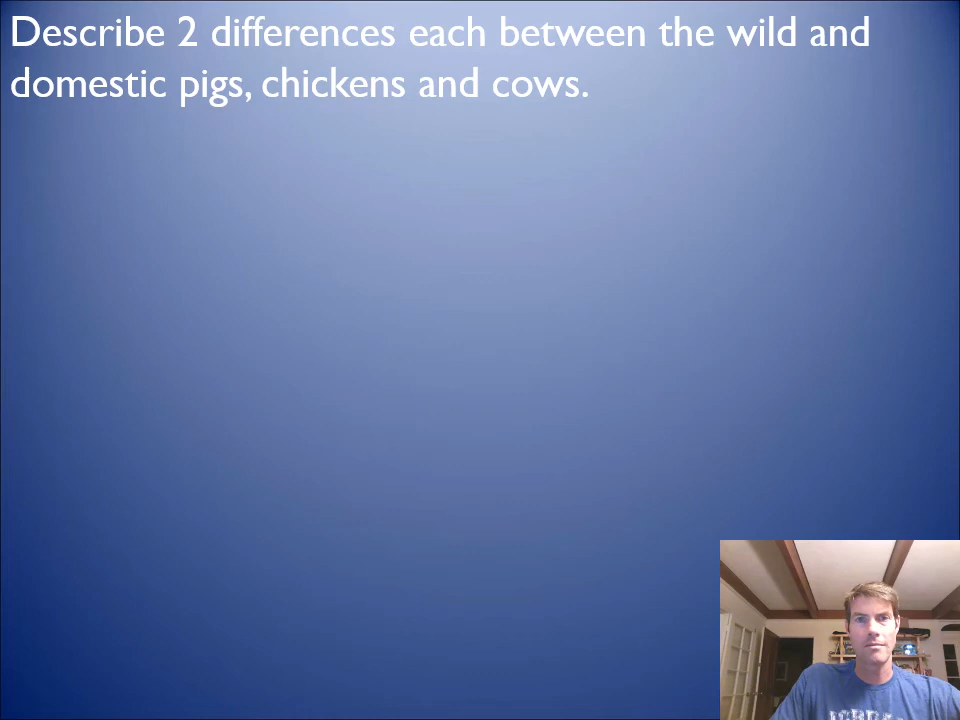 Describe 2 differences each between the wild and
domestic pigs, chickens and cows.